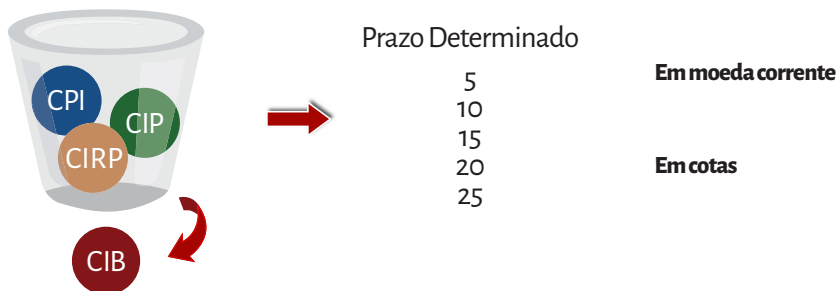 CPI
CIP
CIRP
CIB
Prazo Determinado
5
10
15
20
25
Em moeda corrente
Em cotas